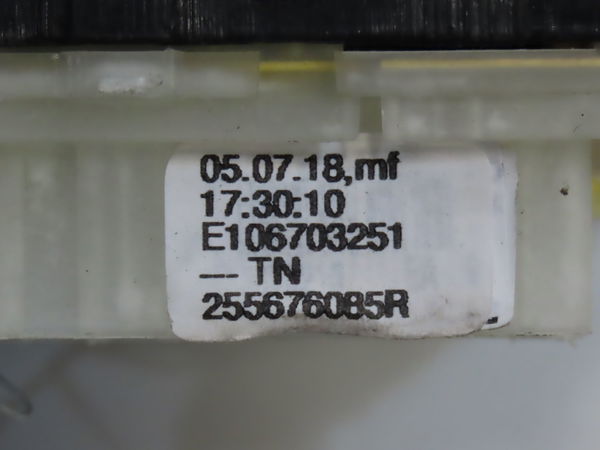 05.07.18,mf
17:30:10
E106703251
--- TN
255676085R